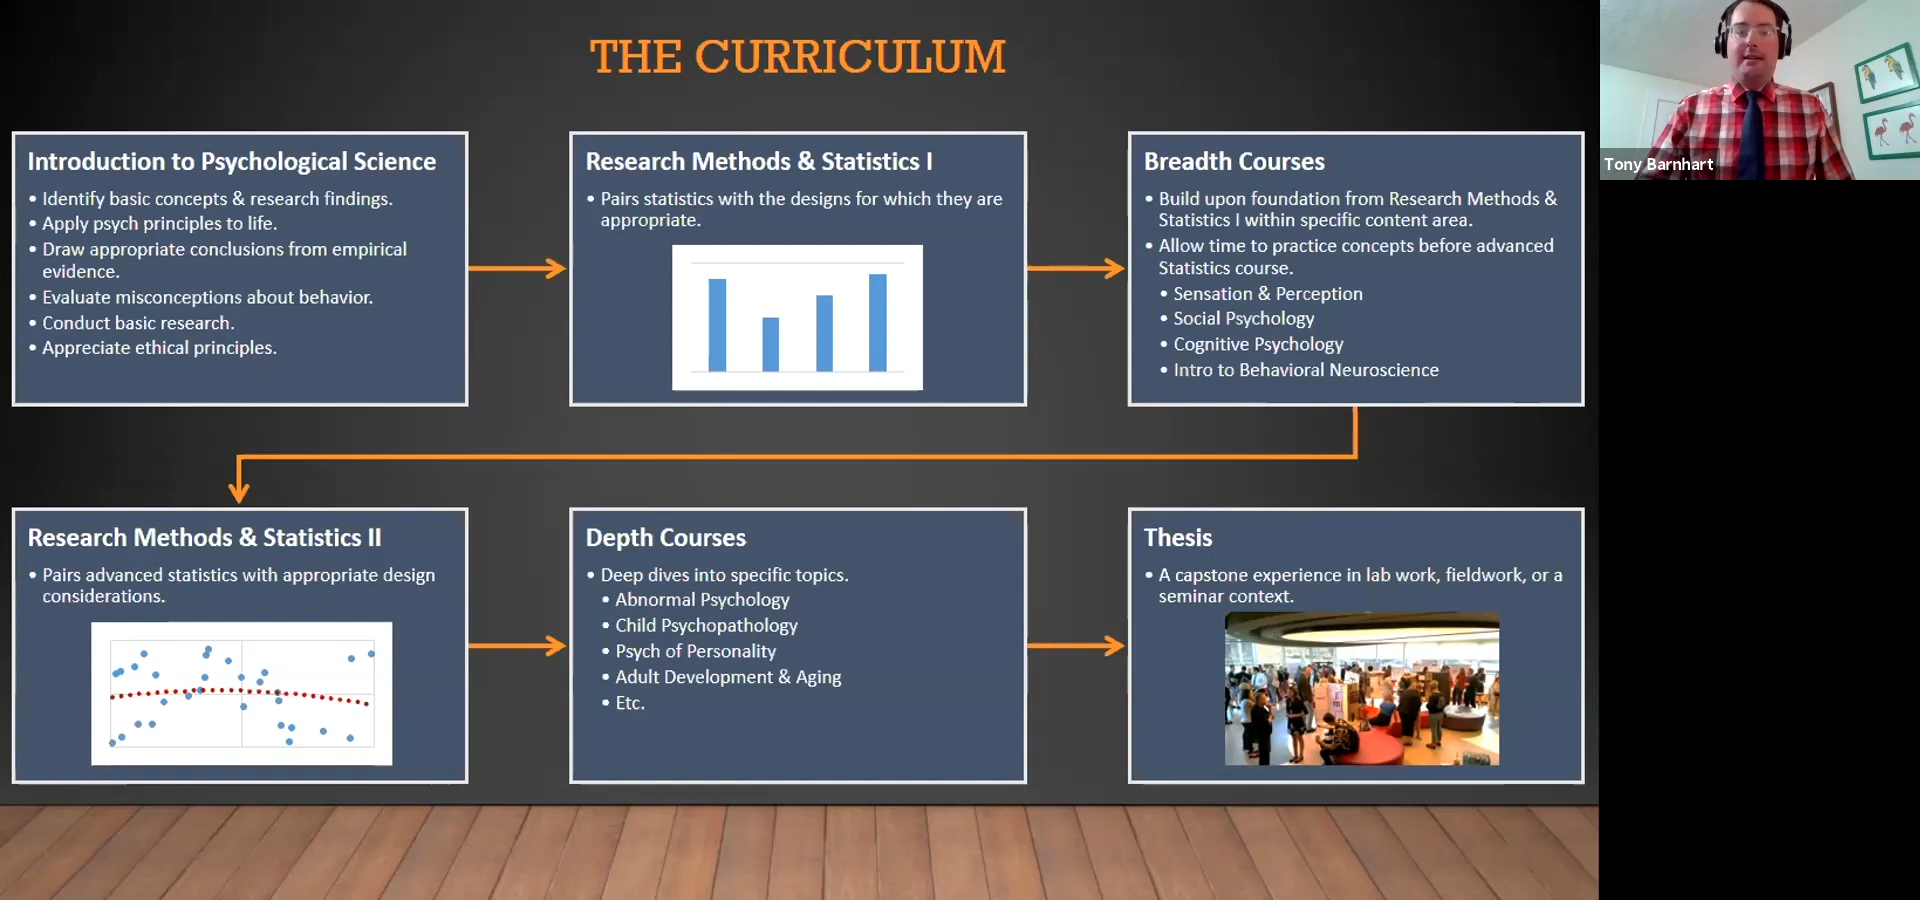 THE CURRICULUM
Introduction to Psychological Science
• Identify basic concepts & research findings.
• Apply psych principles to life.
• Draw appropriate conclusions from empirical
evidence.
• Evaluate misconceptions about behavior.
• Conduct basic research.
• Appreciate ethical principles.
Research Methods & Statistics I
• Pairs statistics with the designs for which they are
appropriate.
Breadth Courses
• Build upon foundation from Research Methods &
Statistics I within specific content area.
• Allow time to practice concepts before advanced
Statistics course.
• Sensation & Perception
• Social Psychology
• Cognitive Psychology
• Intro to Behavioral Neuroscience
Research Methods & Statistics II
• Pairs advanced statistics with appropriate design
considerations.
Depth Courses
• Deep dives into specific topics.
• Abnormal Psychology
• Child Psychopathology
• Psych of Personality
• Adult Development & Aging
• Etc.
Thesis
• A capstone experience in lab work, fieldwork, or a
seminar context.
Tony Barnhart